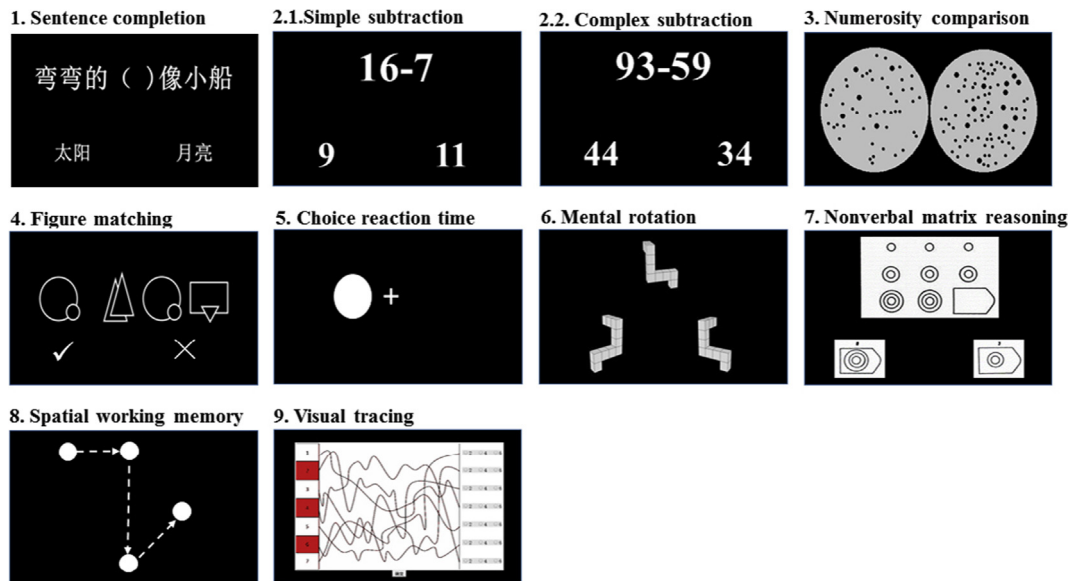 1. Sentence completion
2.1.Simple subtraction
2.2. Complex subtraction
3. Numerosity comparison
弯弯的（ ）像小船
太阳 月亮
16-7
9 11
93-59
44 34
4. Figure matching
5. Choice reaction time
6. Mental rotation
7. Nonverbal matrix reasoning
8. Spatial working memory
9. Visual tracing